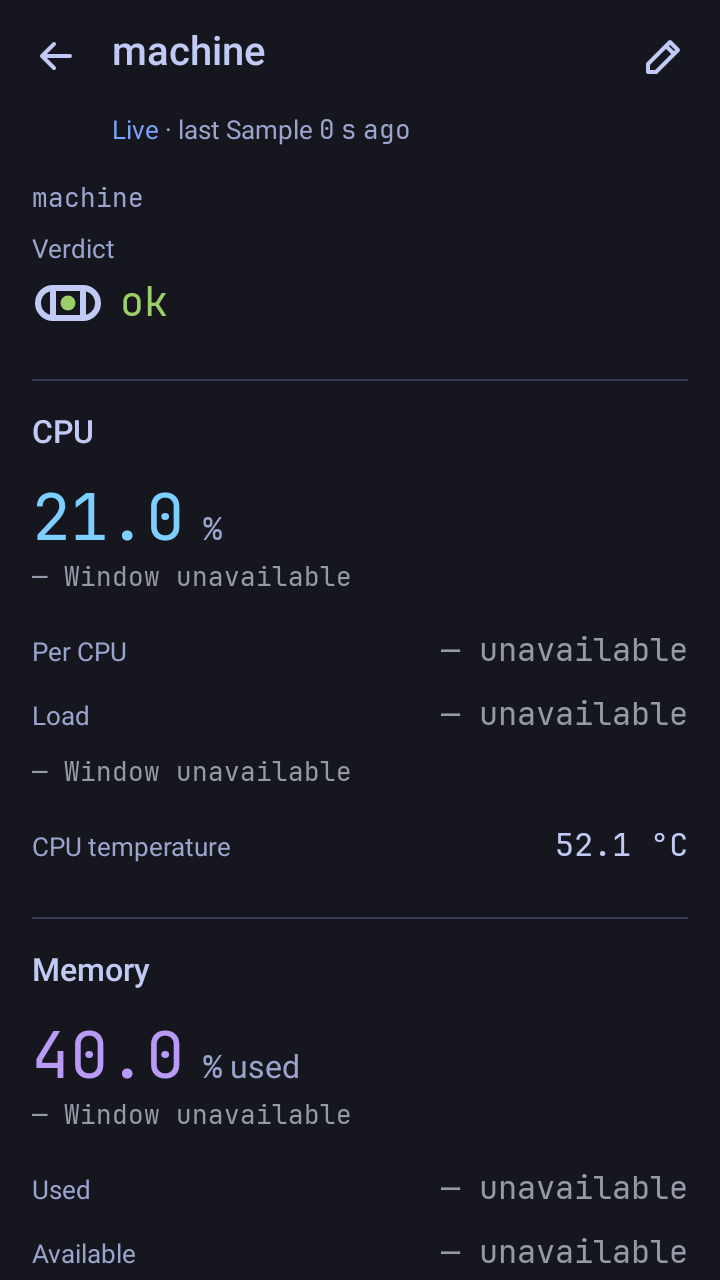 machine
Live · last Sample 0 s ago
machine
Verdict
ok
CPU
21.0 %
— Window unavailable
Per CPU — unavailable
Load — unavailable
— Window unavailable
CPU temperature 52.1 °C
Memory
40.0 % used
— Window unavailable
Used — unavailable
Available — unavailable